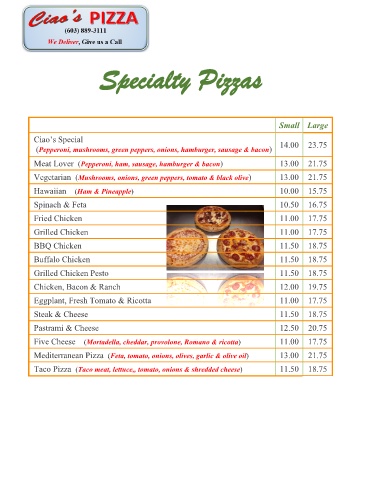 Ciao's PIZZA
(603) 889-3111
We Deliver, Give us a Call
Specialty Pizzas
Small Large
Ciao's Special
(Pepperoni, mushrooms, green peppers, onions, hamburger, sausage & bacon) 14.00 23.75
Meat Lover (Pepperoni, ham, sausage, hamburger & bacon) 13.00 21.75
Vegetarian (Mushrooms, onions, green peppers, tomato & black olive) 13.00 21.75
Hawaiian (Ham & Pineapple) 10.00 15.75
Spinach & Feta 10.50 16.75
Fried Chicken 11.00 17.75
Grilled Chicken 11.00 17.75
BBQ Chicken 11.50 18.75
Buffalo Chicken 11.50 18.75
Grilled Chicken Pesto 11.50 18.75
Chicken, Bacon & Ranch 12.00 19.75
Eggplant, Fresh Tomato & Ricotta 11.00 17.75
Steak & Cheese 11.50 18.75
Pastrami & Cheese 12.50 20.75
Five Cheese (Mortadella, cheddar, provolone, Romano & ricotta) 11.00 17.75
Mediterranean Pizza (Feta, tomato, onions, olives, garlic & olive oil) 13.00 21.75
Taco Pizza (Taco meat, lettuce,, tomato, onions & shredded cheese) 11.50 18.75